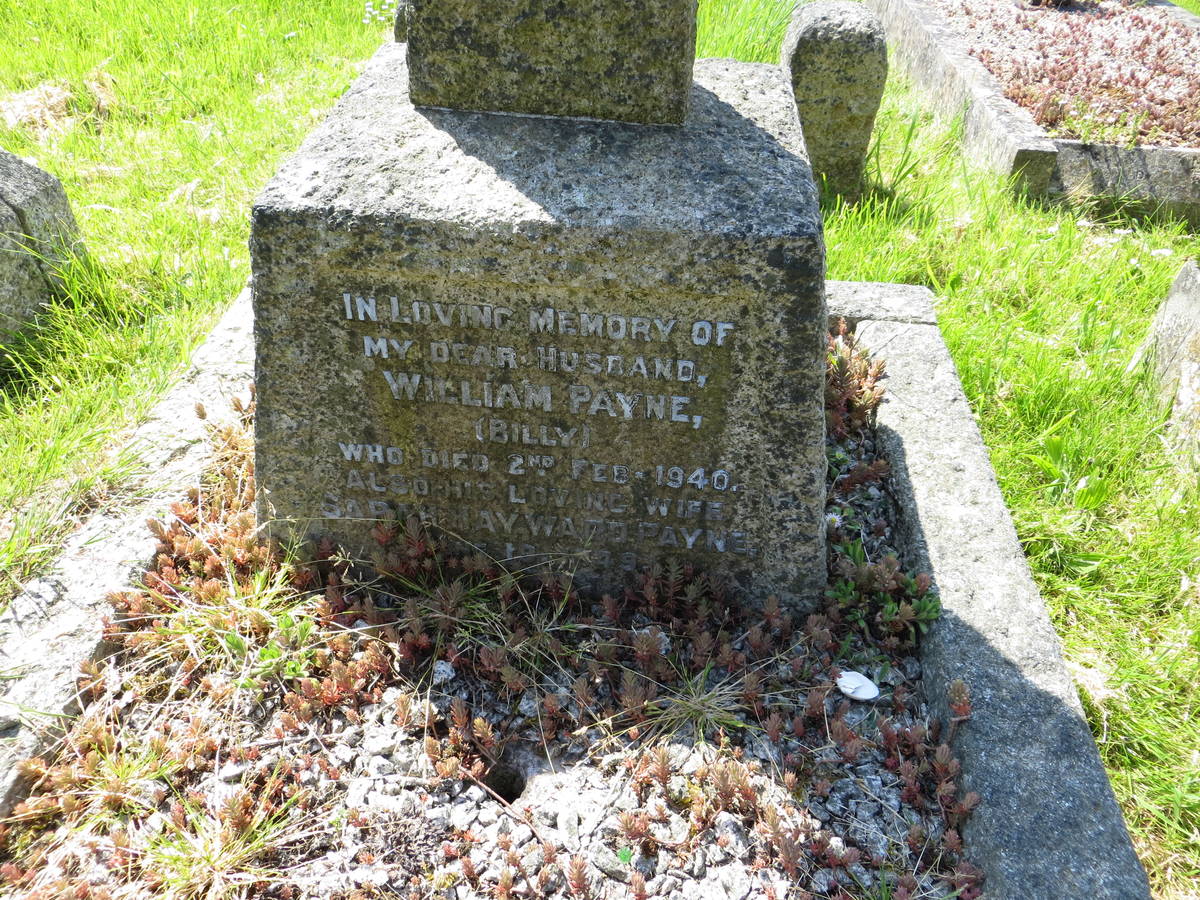 IN LOVING MEMORY OF
MY DEAR HUSBAND,
WILLIAM PAYNE,
(BILLY)
WHO DIED 2ND FEB. 1940.
ALSO HIS LOVING WIFE
SARAH HAYWARD PAYNE,